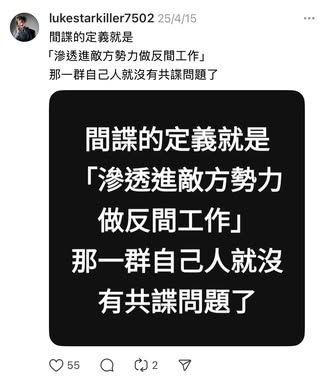 lukestarkiller7502 25/4/15
間諜的定義就是
「滲透進敵方勢力做反間工作」
那一群自己人就沒有共諜問題了
間諜的定義就是
「滲透進敵方勢力
做反間工作」
那一群自己人就沒
有共諜問題了
55 2